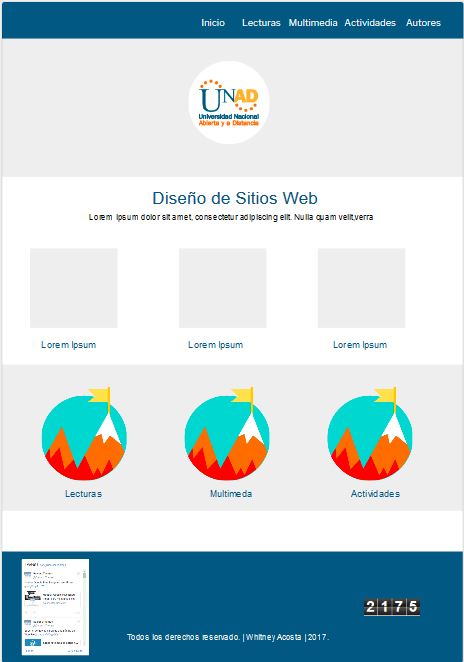 Inicio Lecturas Multimedia Actividades Autores
UNAD
Universidad Nacional
Abierta y a Distancia
Diseño de Sitios Web
Lorem ipsum dolor sit amet, consectetur adipiscing elit. Nulla quam velit,verra
Lorem Ipsum Lorem Ipsum Lorem Ipsum
Lecturas Multimeda Actividades
2175
Todos los derechos reservado. | Whitney Acosta | 2017.